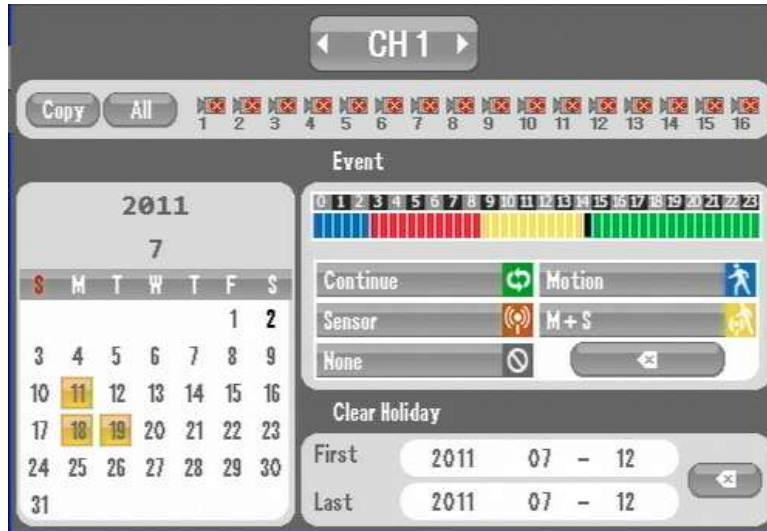 CH 1
Copy All
1 2 3 4 5 6 7 8 9 10 11 12 13 14 15 16
Event
2011
7
S M T W T F S
1 2
3 4 5 6 7 8 9
10 11 12 13 14 15 16
17 18 19 20 21 22 23
24 25 26 27 28 29 30
31
0 1 2 3 4 5 6 7 8 9 10 11 12 13 14 15 16 17 18 19 20 21 22 23
Continue Motion
Sensor M + S
None
Clear Holiday
First 2011 07 - 12
Last 2011 07 - 12